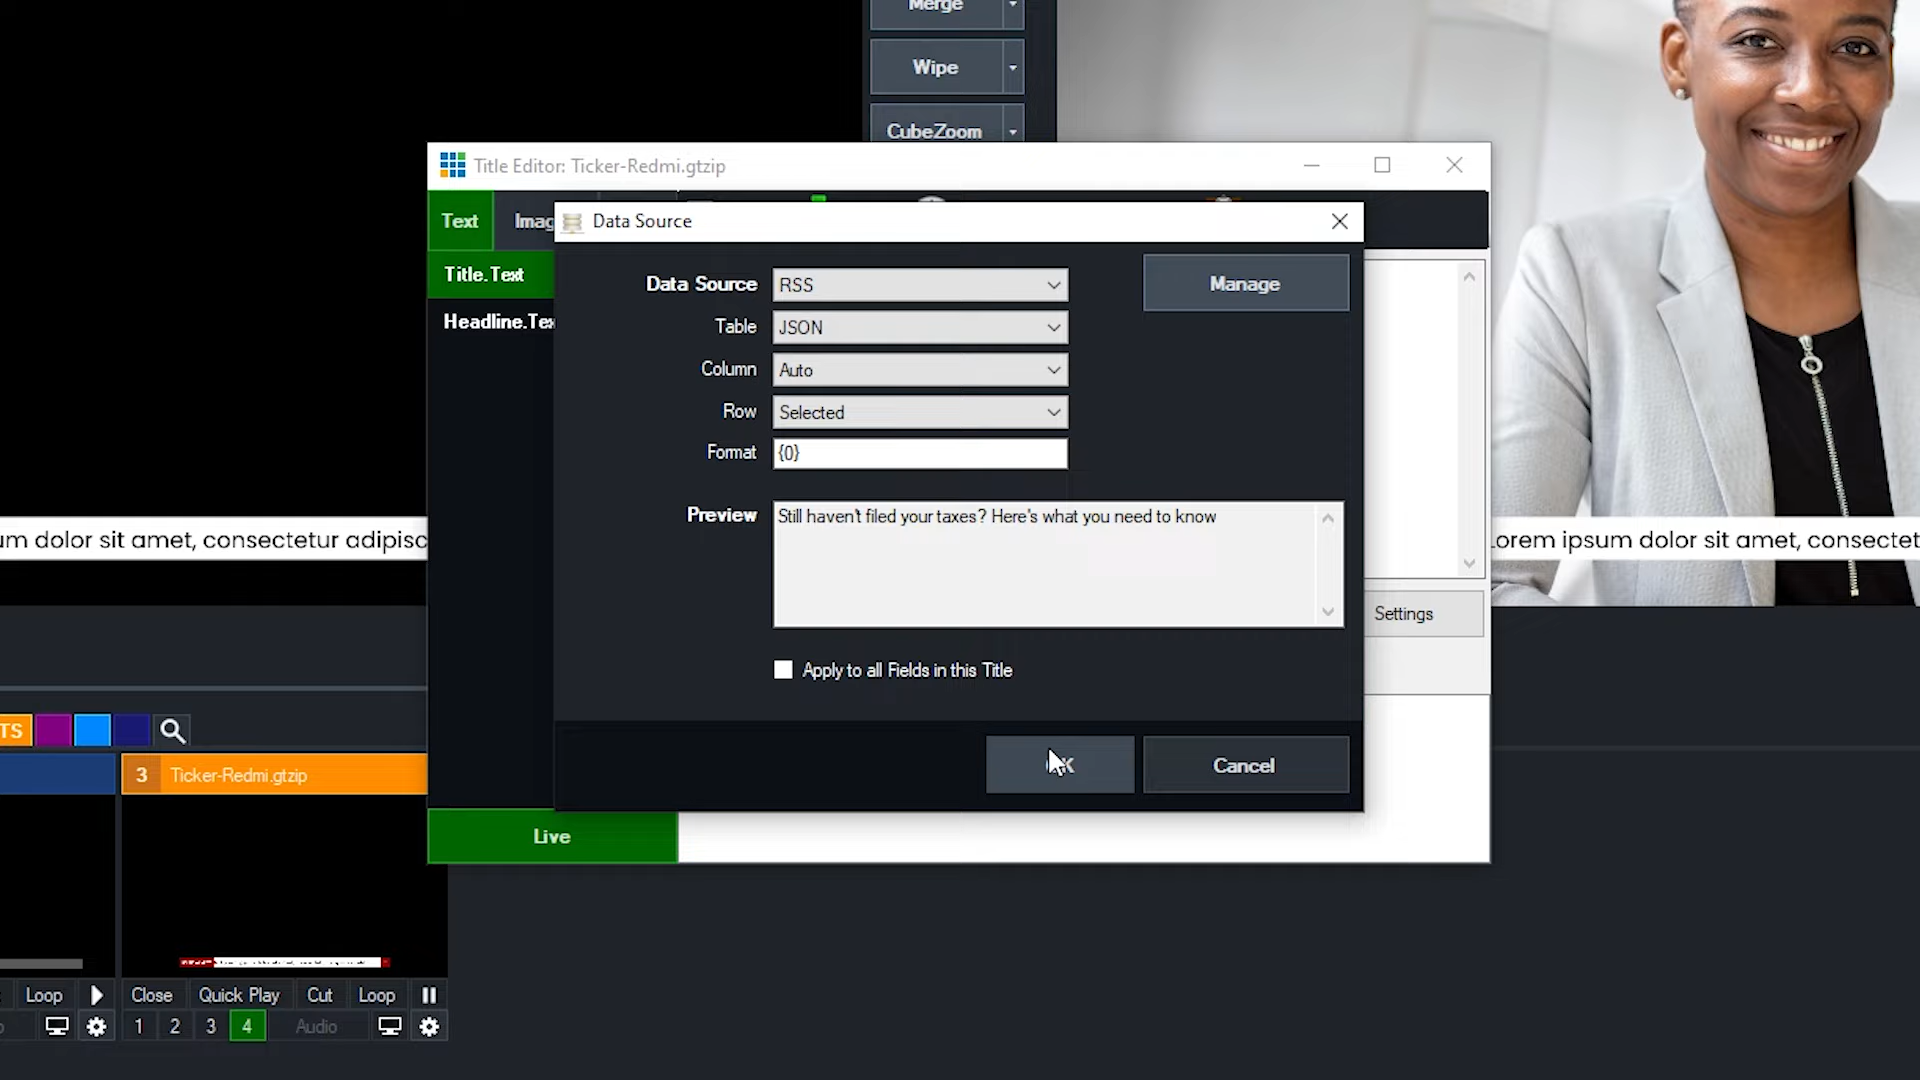 Merge
Wipe
CubeZoom
Title Editor: Ticker-Redmi.gtzip
Text
Imag
Data Source
Title.Text
Headline.Tex
Data Source
RSS
Manage
Table
JSON
Column
Auto
Row
Selected
Format
{0}
Preview
Still haven't filed your taxes? Here's what you need to know
um dolor sit amet, consectetur adipisc
Lorem ipsum dolor sit amet, consectet
Settings
Apply to all Fields in this Title
TS
3
Ticker-Redmi.gtzip
Cancel
Live
Loop
Close
Quick Play
Cut
Loop
1
2
3
4
Audio